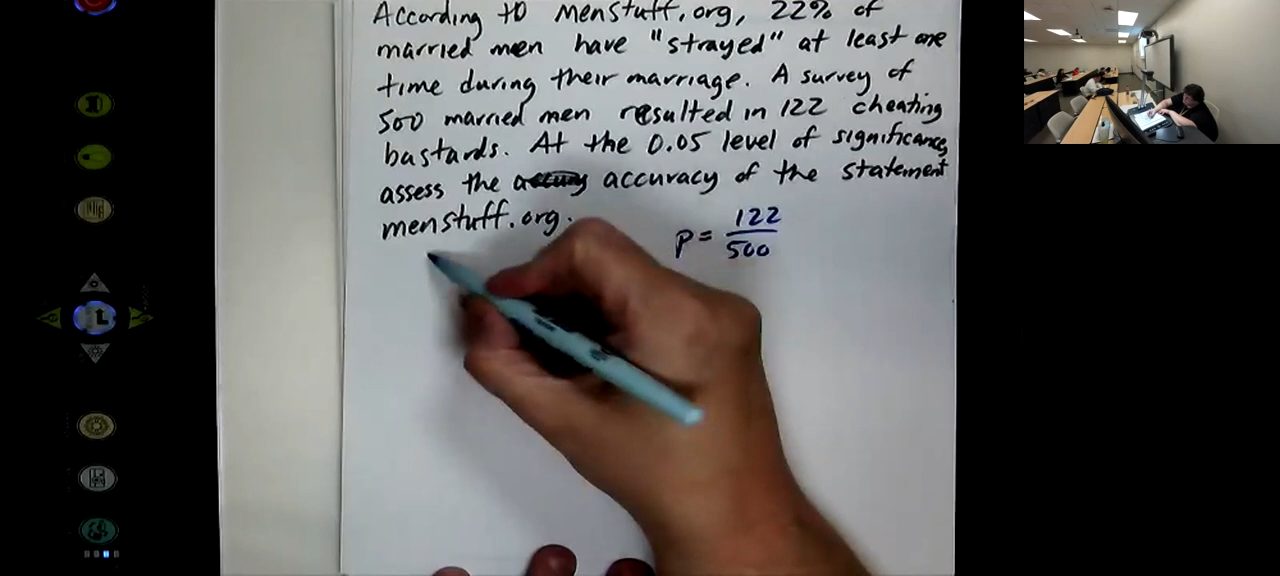 According to menstuff.org, 22% of
married men have "strayed" at least one
time during their marriage. A survey of
500 married men resulted in 122 cheating
bastards. At the 0.05 level of significance,
assess the accuracy of the statement
menstuff.org.
p = 122/500